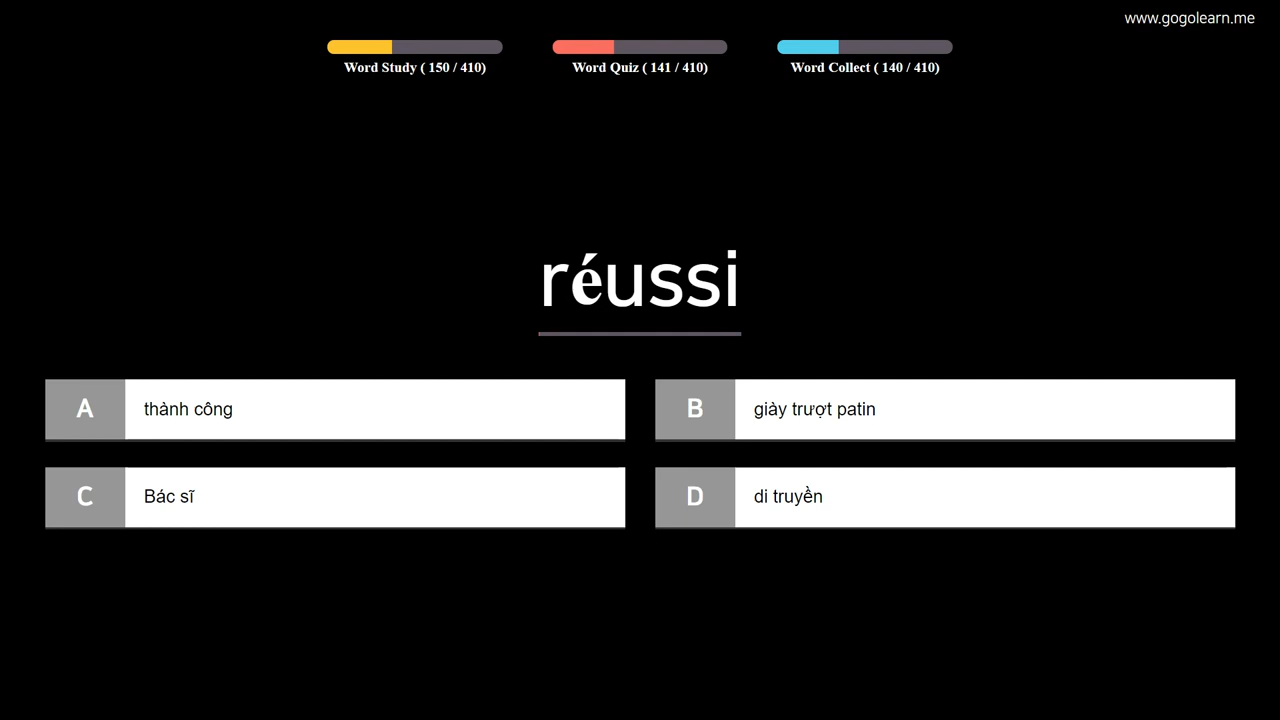 www.gogolearn.me
Word Study ( 150 / 410)
Word Quiz ( 141 / 410)
Word Collect ( 140 / 410)
réussi
A thành công
B giày trượt patin
C Bác sĩ
D di truyền